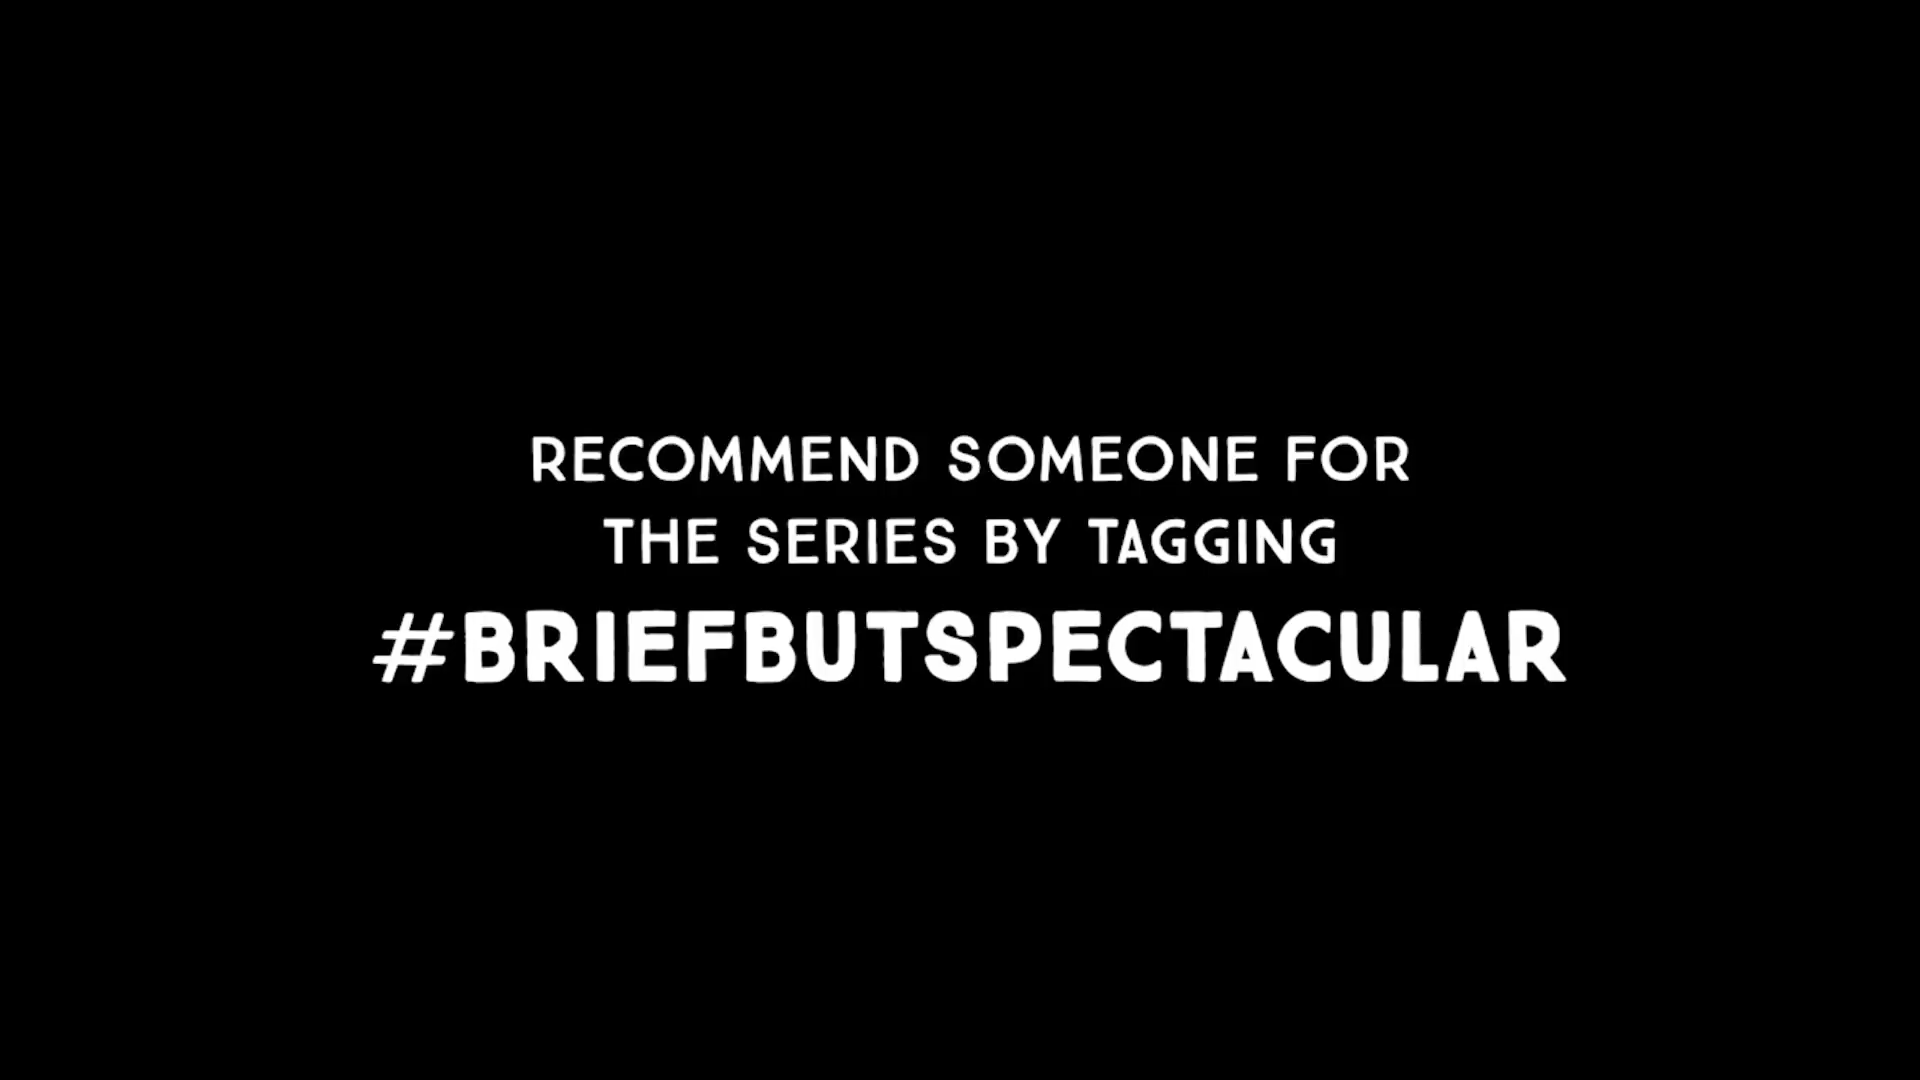 RECOMMEND SOMEONE FOR
THE SERIES BY TAGGING
#BRIEFBUTSPECTACULAR